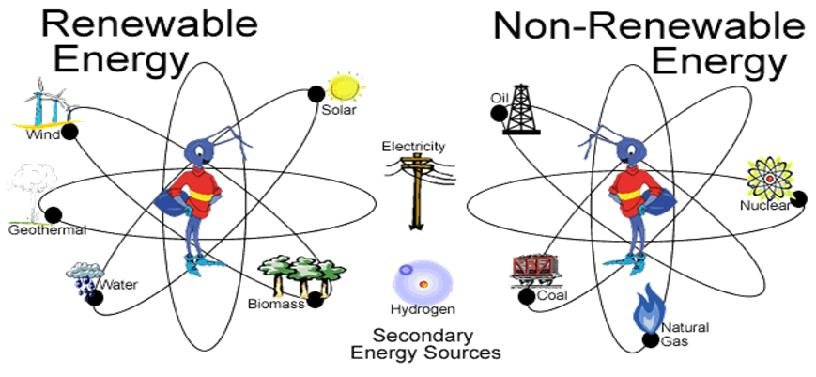 Renewable
Energy
Wind
Solar
Geothermal
Water
Biomass
Electricity
Hydrogen
Secondary
Energy Sources
Non-Renewable
Energy
Oil
Nuclear
Coal
Natural
Gas